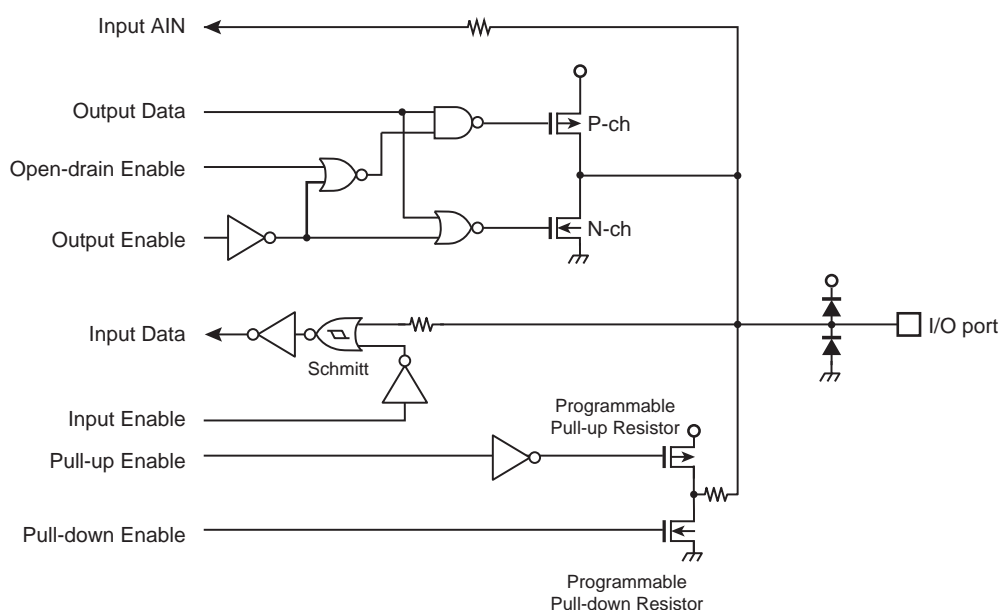 Input AIN
Output Data
P-ch
Open-drain Enable
N-ch
Output Enable
Input Data
Schmitt
I/O port
Input Enable
Programmable
Pull-up Resistor
Pull-up Enable
Pull-down Enable
Programmable
Pull-down Resistor